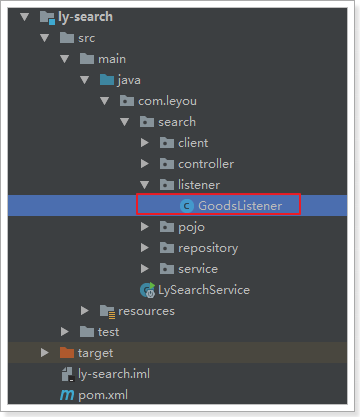 ly-search
src
main
java
com.leyou
search
client
controller
listener
GoodsListener
pojo
repository
service
LySearchService
resources
test
target
ly-search.iml
pom.xml